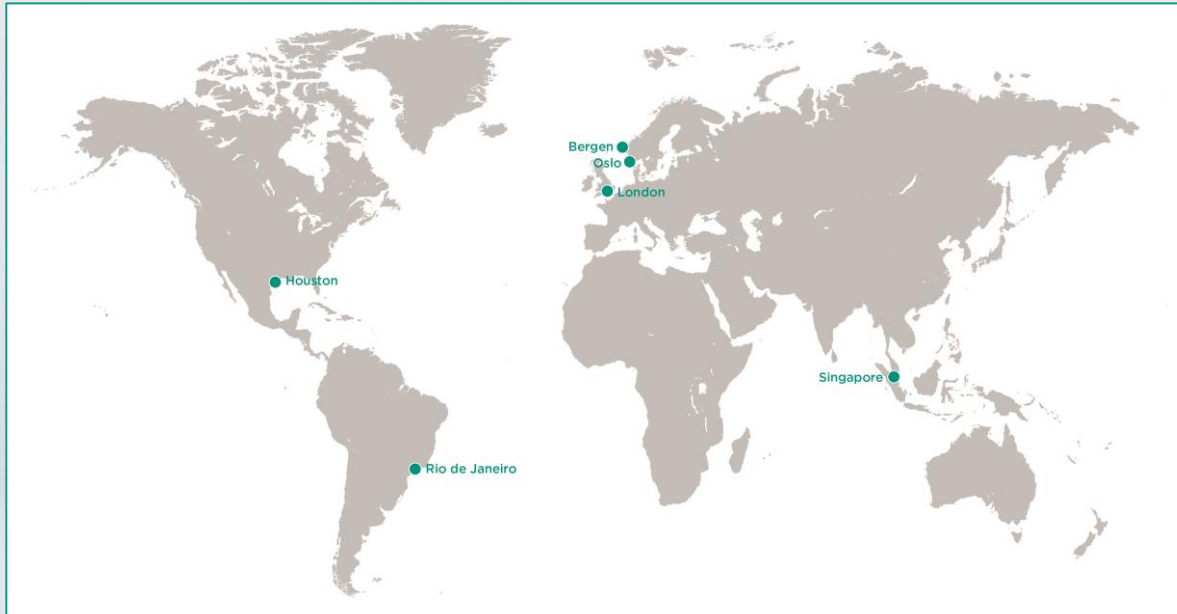 Bergen
Oslo
London
Houston
Singapore
Rio de Janeiro